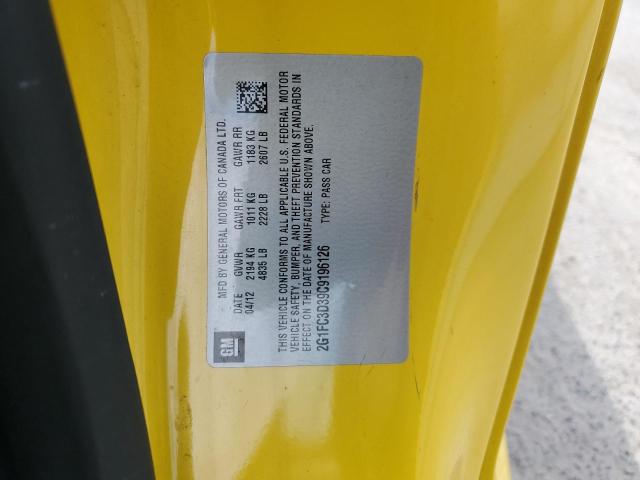 GM
MFD BY GENERAL MOTORS OF CANADA LTD.
DATE GVWR GAWR FRT GAWR RR
04/12 2194 KG 1011 KG 1183 KG
4835 LB 2228 LB 2607 LB
THIS VEHICLE CONFORMS TO ALL APPLICABLE U.S. FEDERAL MOTOR
VEHICLE SAFETY, BUMPER, AND THEFT PREVENTION STANDARDS IN
EFFECT ON THE DATE OF MANUFACTURE SHOWN ABOVE.
2G1FC3D39C9196126 TYPE: PASS CAR